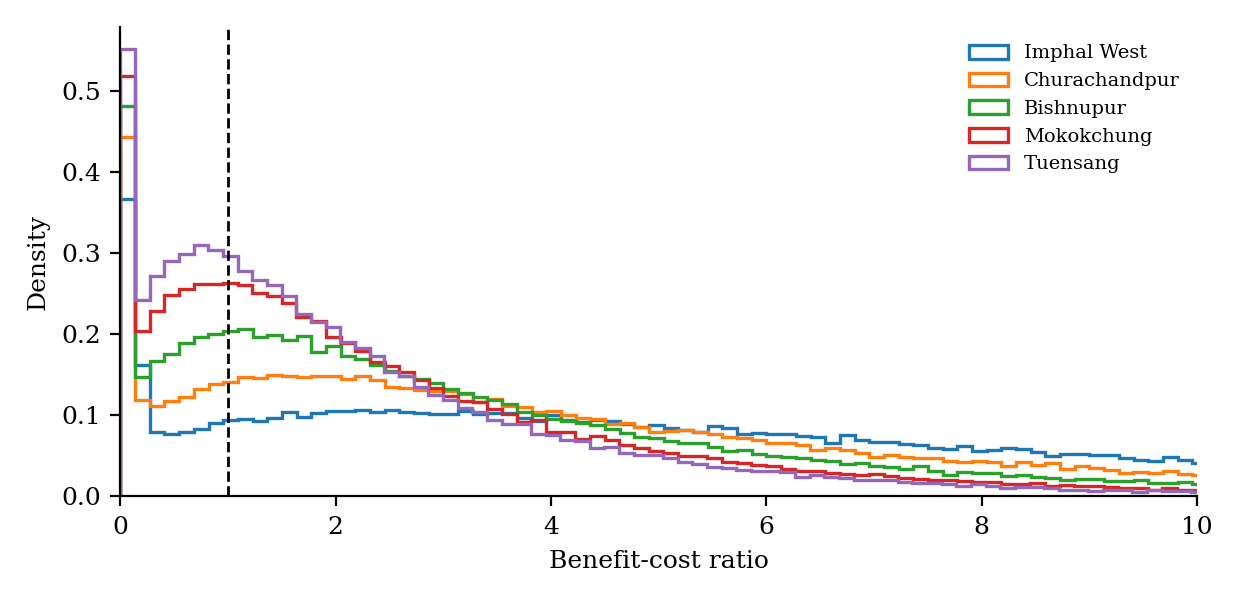 Density
0.5
0.4
0.3
0.2
0.1
0.0
0 2 4 6 8 10
Benefit-cost ratio
Imphal West
Churachandpur
Bishnupur
Mokokchung
Tuensang